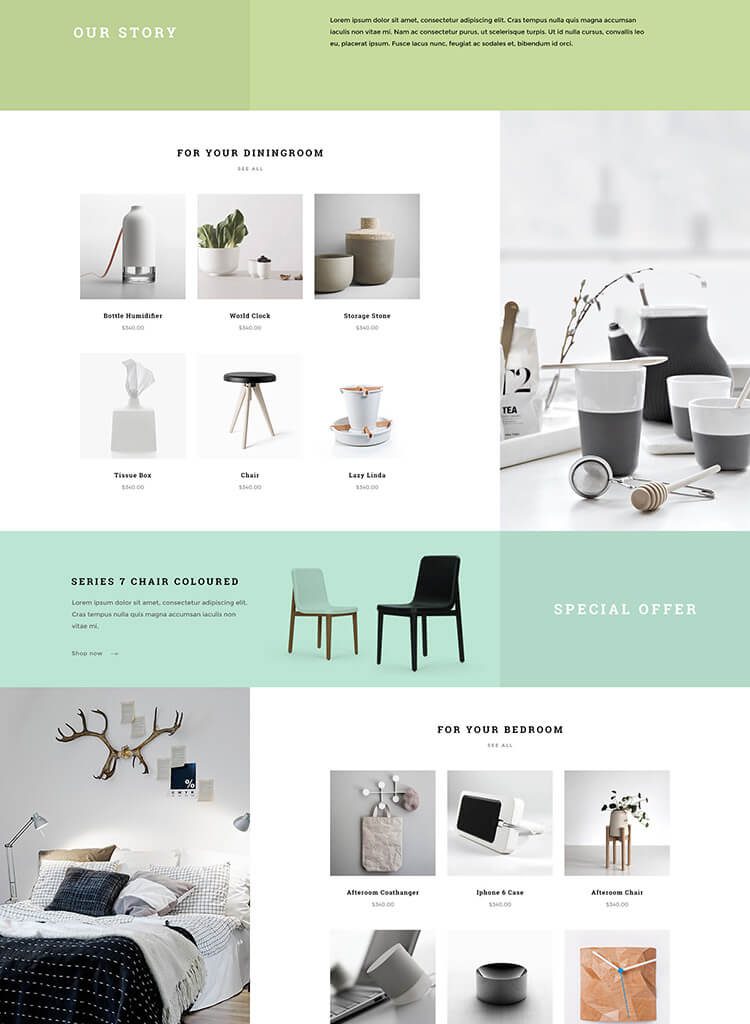 OUR STORY
Lorem ipsum dolor sit amet, consectetur adipiscing elit. Cras tempus nulla quis magna accumsan
iaculis non vitae mi. Nam ac consectetur purus, ut scelerisque turpis. Ut id nulla cursus, convallis leo
eu, placerat ipsum. Fusce lacus nunc, feugiat ac sodales et, bibendum id orci.
FOR YOUR DININGROOM
SEE ALL
Bottle Humidifier
$340.00
World Clock
$340.00
Storage Stone
$340.00
Tissue Box
$340.00
Chair
$340.00
Lazy Linda
$340.00
T2
TEA
SERIES 7 CHAIR COLOURED
Lorem ipsum dolor sit amet, consectetur adipiscing elit.
Cras tempus nulla quis magna accumsan iaculis non
vitae mi.
Shop now
SPECIAL OFFER
%
FOR YOUR BEDROOM
SEE ALL
Afteroom Coathanger
$340.00
Iphone 6 Case
$340.00
Afteroom Chair
$340.00